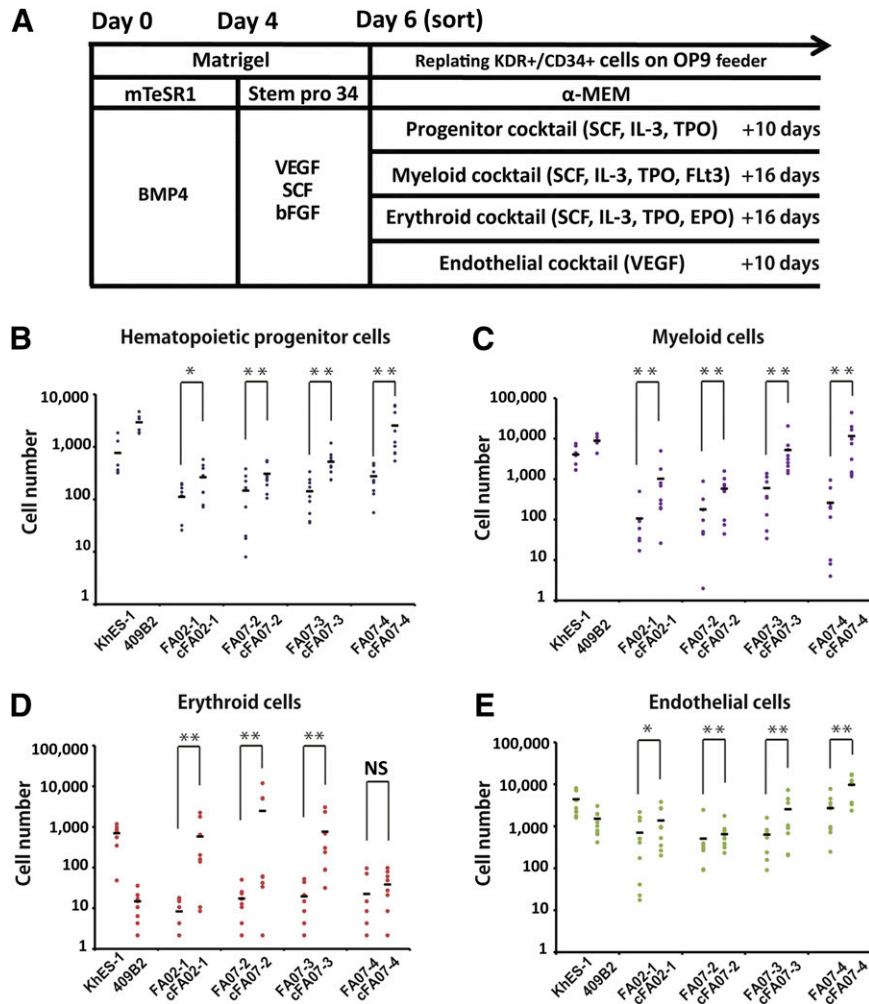 A
Day 0 Day 4 Day 6 (sort)
Matrigel Replating KDR+/CD34+ cells on OP9 feeder
mTeSR1 Stem pro 34 α-MEM
BMP4
VEGF
SCF
bFGF
Progenitor cocktail (SCF, IL-3, TPO) +10 days
Myeloid cocktail (SCF, IL-3, TPO, FLt3) +16 days
Erythroid cocktail (SCF, IL-3, TPO, EPO) +16 days
Endothelial cocktail (VEGF) +10 days
B
Hematopoietic progenitor cells
* ** ** **
Cell number
10,000
1,000
100
10
1
KhES-1
409B2
FA02-1
cFA02-1
FA07-2
cFA07-2
FA07-3
cFA07-3
FA07-4
cFA07-4
C
Myeloid cells
** ** ** **
Cell number
100,000
10,000
1,000
100
10
1
KhES-1
409B2
FA02-1
cFA02-1
FA07-2
cFA07-2
FA07-3
cFA07-3
FA07-4
cFA07-4
D
Erythroid cells
** ** ** NS
Cell number
100,000
10,000
1,000
100
10
1
KhES-1
409B2
FA02-1
cFA02-1
FA07-2
cFA07-2
FA07-3
cFA07-3
FA07-4
cFA07-4
E
Endothelial cells
* ** ** **
Cell number
100,000
10,000
1,000
100
10
1
KhES-1
409B2
FA02-1
cFA02-1
FA07-2
cFA07-2
FA07-3
cFA07-3
FA07-4
cFA07-4